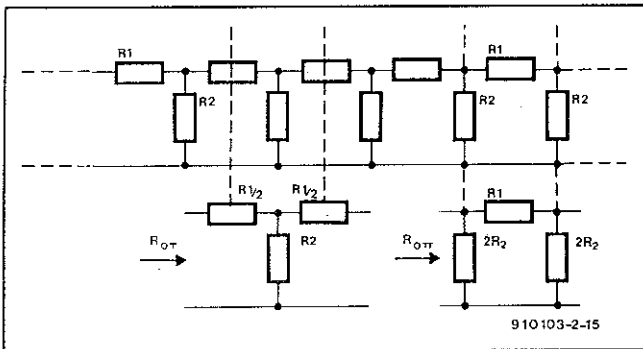 R1 R1
R2 R2 R2
R1/2 R1/2 R1
R0T R2 R0π 2R2 2R2
910103-2-15